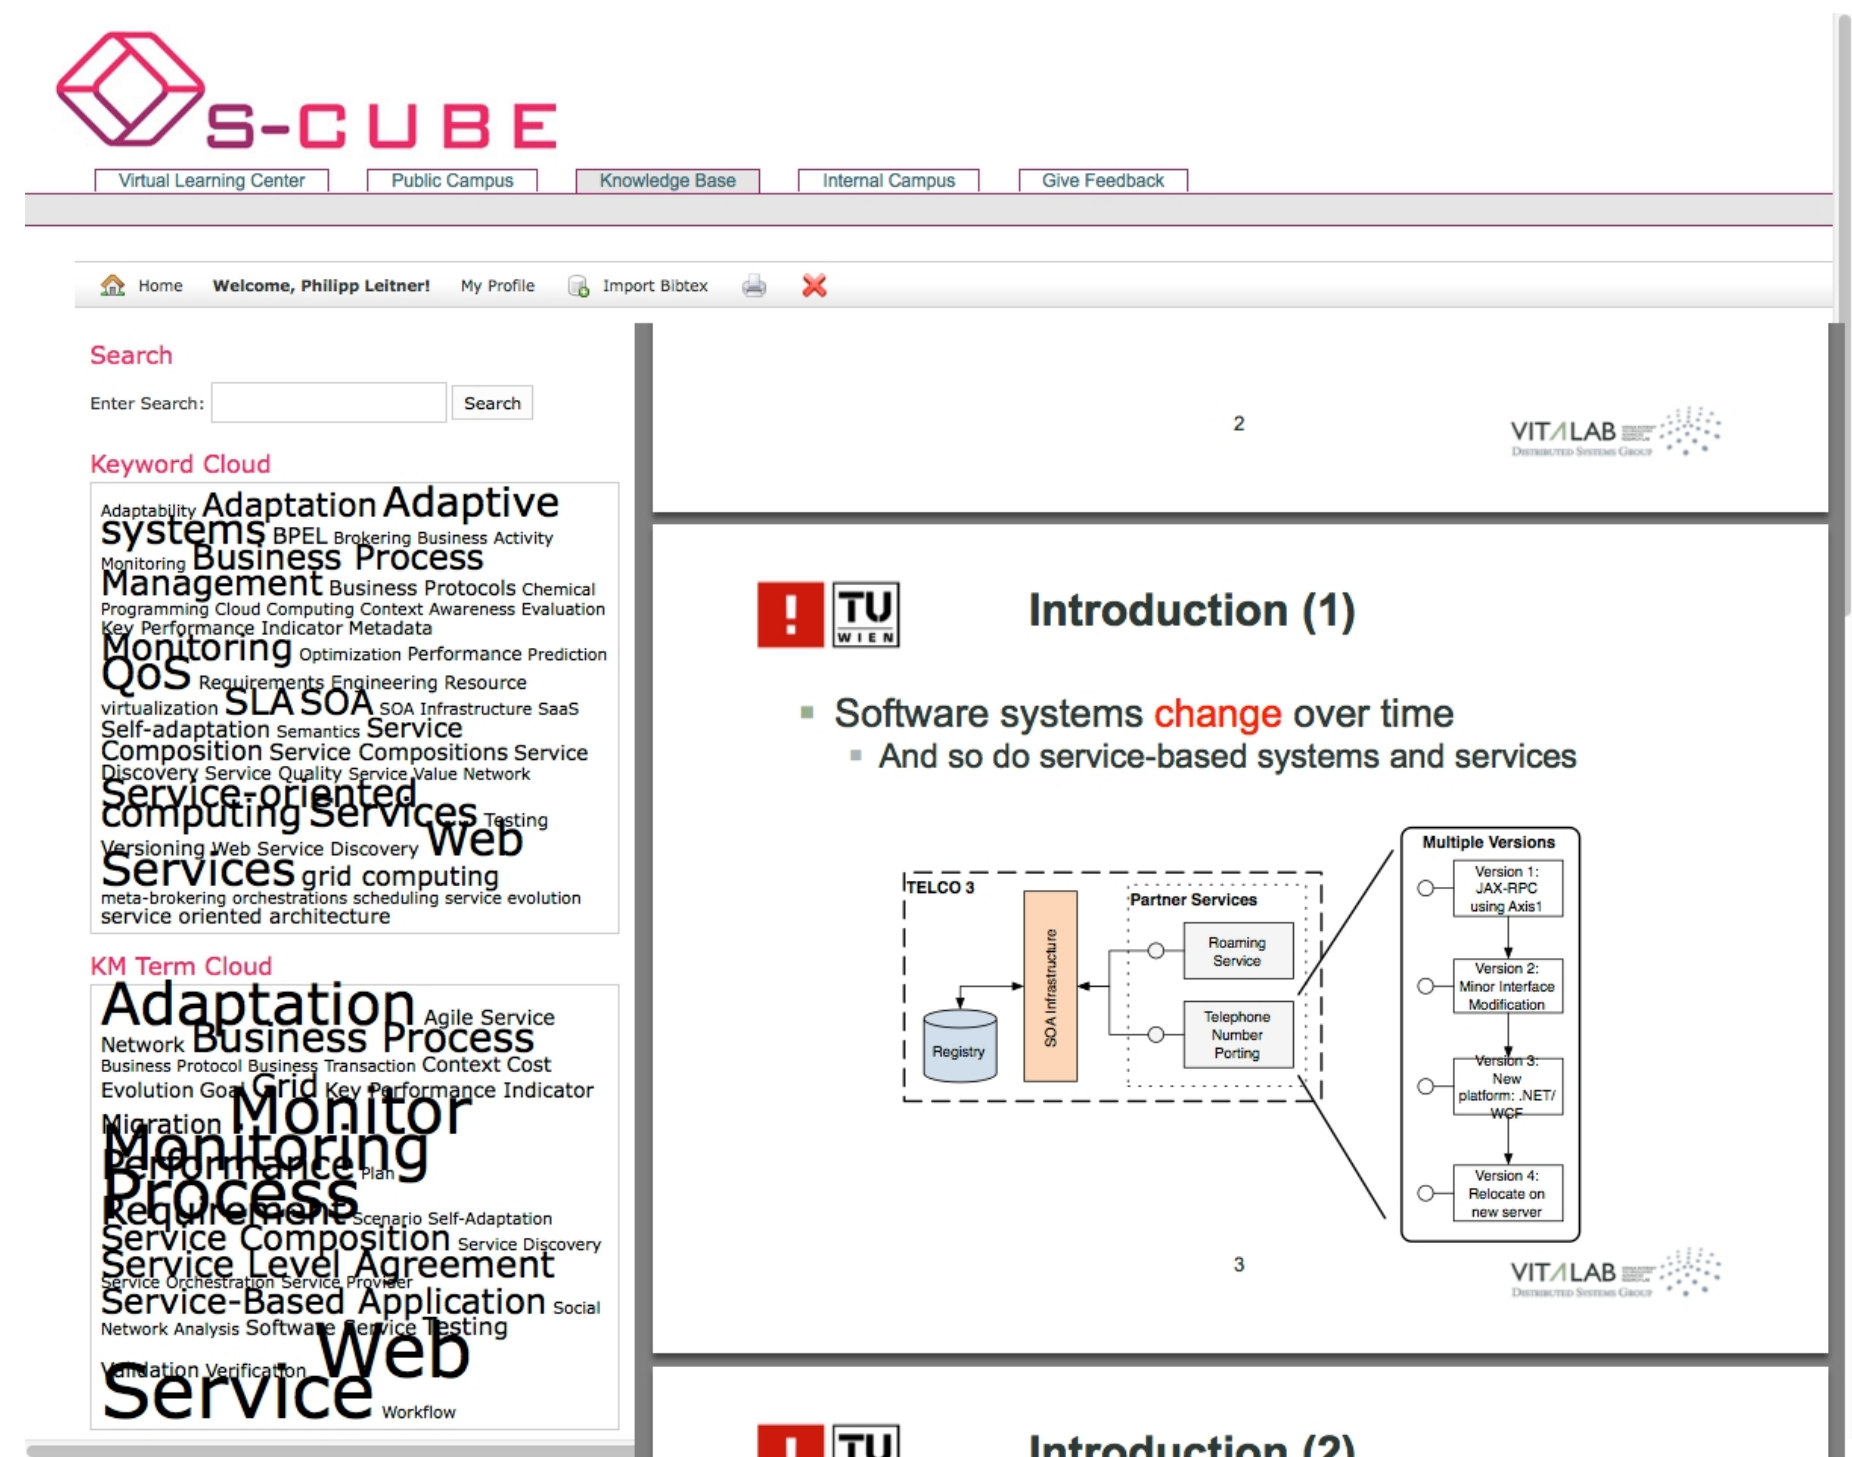 S-CUBE
Virtual Learning Center
Public Campus
Knowledge Base
Internal Campus
Give Feedback
Home
Welcome, Philipp Leitner!
My Profile
Import Bibtex
Search
Enter Search:
Search
Keyword Cloud
Adaptability Adaptation Adaptive
systems BPEL Brokering Business Activity
Monitoring Business Process
Management Business Protocols Chemical
Programming Cloud Computing Context Awareness Evaluation
Key Performance Indicator Metadata
Monitoring Optimization Performance Prediction
QoS Requirements Engineering Resource
virtualization SLA SOA SOA Infrastructure SaaS
Self-adaptation Semantics Service
Composition Service Compositions Service
Discovery Service Quality Service Value Network
Service-oriented
computing Services Testing
Versioning Web Service Discovery Web
Services grid computing
meta-brokering orchestrations scheduling service evolution
service oriented architecture
KM Term Cloud
Adaptation Agile Service
Network Business Process
Business Protocol Business Transaction Context Cost
Evolution Goal Grid Key Performance Indicator
Migration Monitor
Monitoring
Performance Plan
Process
Requirement Scenario Self-Adaptation
Service Composition Service Discovery
Service Level Agreement
Service Orchestration Service Provider
Service-Based Application Social
Network Analysis Software Service Testing
Validation Verification Web
Service Workflow
2
VITALAB
DISTRIBUTED SYSTEMS GROUP
TU
WIEN
Introduction (1)
Software systems change over time
And so do service-based systems and services
TELCO 3
Registry
SOA Infrastructure
Partner Services
Roaming
Service
Telephone
Number
Porting
Multiple Versions
Version 1:
JAX-RPC
using Axis1
Version 2:
Minor Interface
Modification
Version 3:
New
platform: .NET/
WCF
Version 4:
Relocate on
new server
3
VITALAB
DISTRIBUTED SYSTEMS GROUP
TU
Introduction (2)